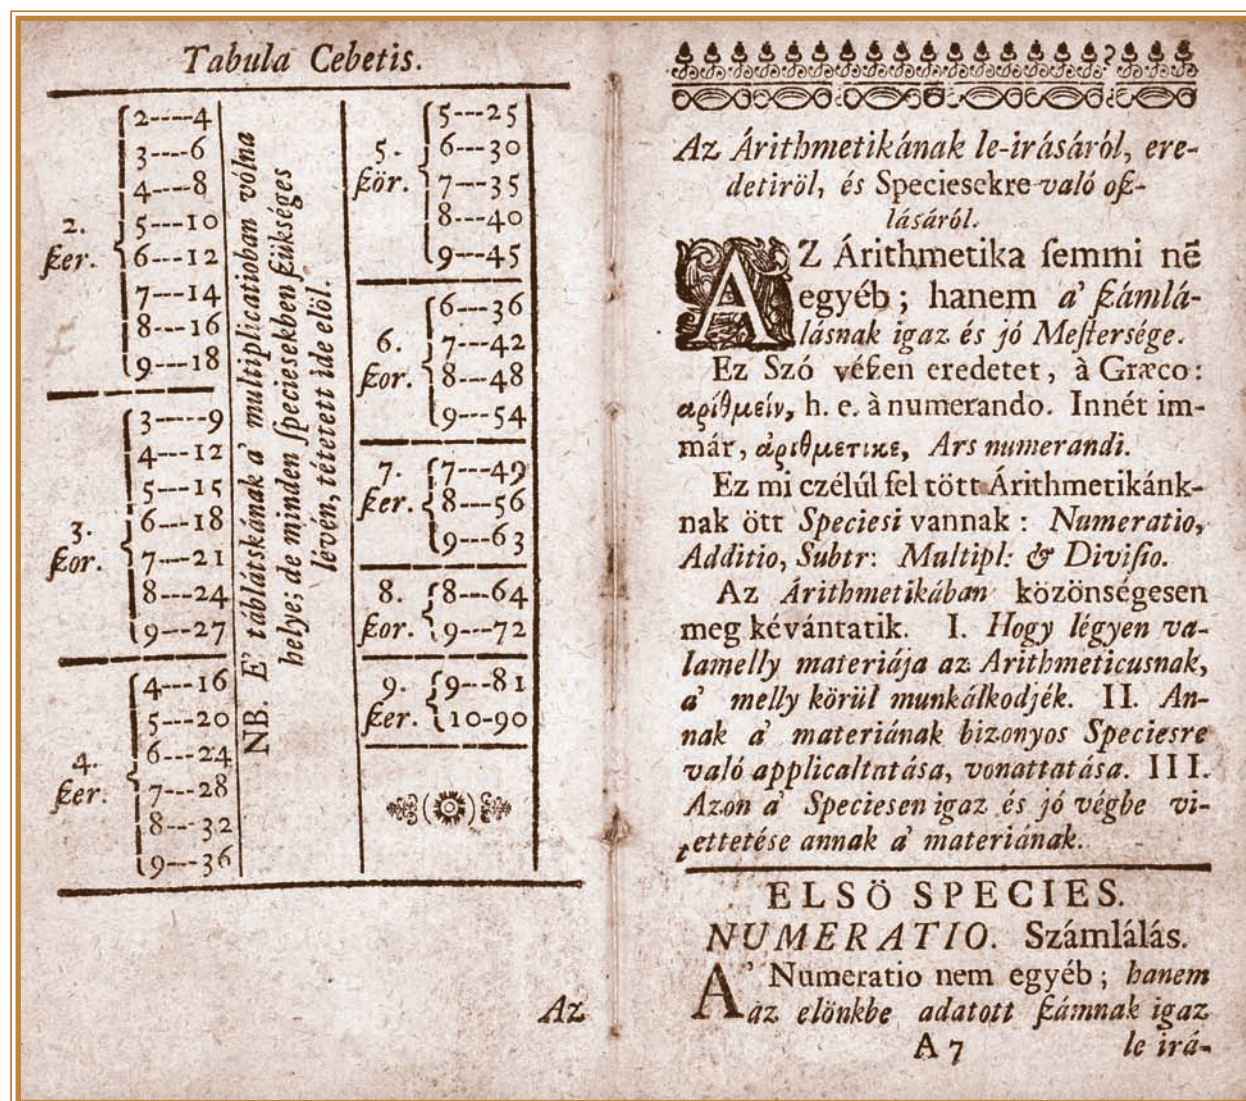 Tabula Cebetis.
2.
ſzer.
2----4
3---6
4----8
5---10
6---12
7---14
8---16
9---18
3.
ſzor.
3----9
4---12
5---15
6---18
7---21
8---24
9---27
4.
ſzer.
4---16
5---20
6---24
7---28
8---32
9---36
NB. E' táblátskának a' multiplicatioban vólna
helye; de minden ſpeciesekben ſzükséges
lévén, tétetett ide elöl.
5.
ſzör.
5---25
6---30
7---35
8---40
9---45
6.
ſzor.
6---36
7---42
8---48
9---54
7.
ſzer.
7---49
8---56
9---63
8.
ſzor.
8---64
9---72
9.
ſzer.
9---81
10-90
Az
Az Árithmetikának le-irásáról, ere-
detiröl, és Speciesekre való oſz-
lásáról.
AZ Árithmetika ſemmi nē
egyéb; hanem a' ſzámlá-
lásnak igaz és jó Meſtersége.
Ez Szó véſzen eredetet, à Græco:
αρίθμείν, h. e. à numerando. Innét im-
már, ἀριθμετικε, Ars numerandi.
Ez mi czélúl fel tött Árithmetikánk-
nak ött Speciesi vannak: Numeratio,
Additio, Subtr: Multipl: & Diviſio.
Az Árithmetikában közönségesen
meg kévántatik. I. Hogy légyen va-
lamelly materiája az Arithmeticusnak,
a' melly körül munkálkodjék. II. An-
nak a' materiának bizonyos Speciesre
való applicaltatása, vonattatása. III.
Azon a' Speciesen igaz és jó végbe vi-
tettetése annak a' materiának.
ELSÖ SPECIES.
NUMERATIO. Számlálás.
A' Numeratio nem egyéb; hanem
az elönkbe adatott ſzámnak igaz
A 7 le irá-